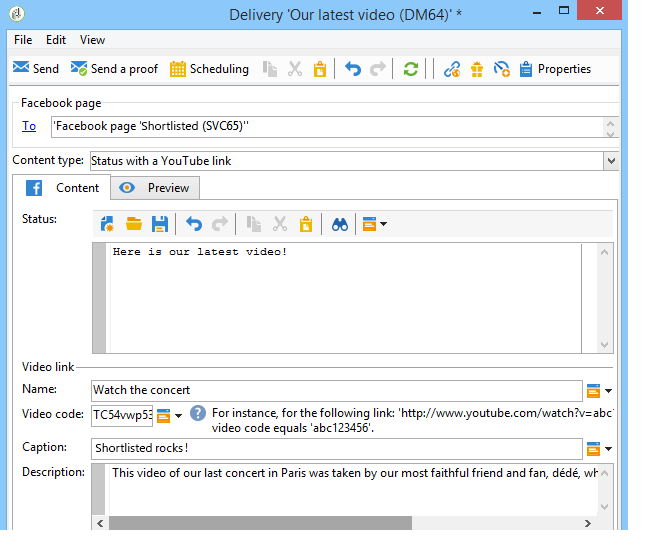 Delivery 'Our latest video (DM64)' *
File Edit View
Send Send a proof Scheduling Properties
Facebook page
To 'Facebook page 'Shortlisted (SVC65)''
Content type: Status with a YouTube link
Content Preview
Status:
Here is our latest video!
Video link
Name: Watch the concert
Video code: TC54vwp53 ? For instance, for the following link: 'http://www.youtube.com/watch?v=abc
video code equals 'abc123456'.
Caption: Shortlisted rocks!
Description: This video of our last concert in Paris was taken by our most faithful friend and fan, dédé, wh